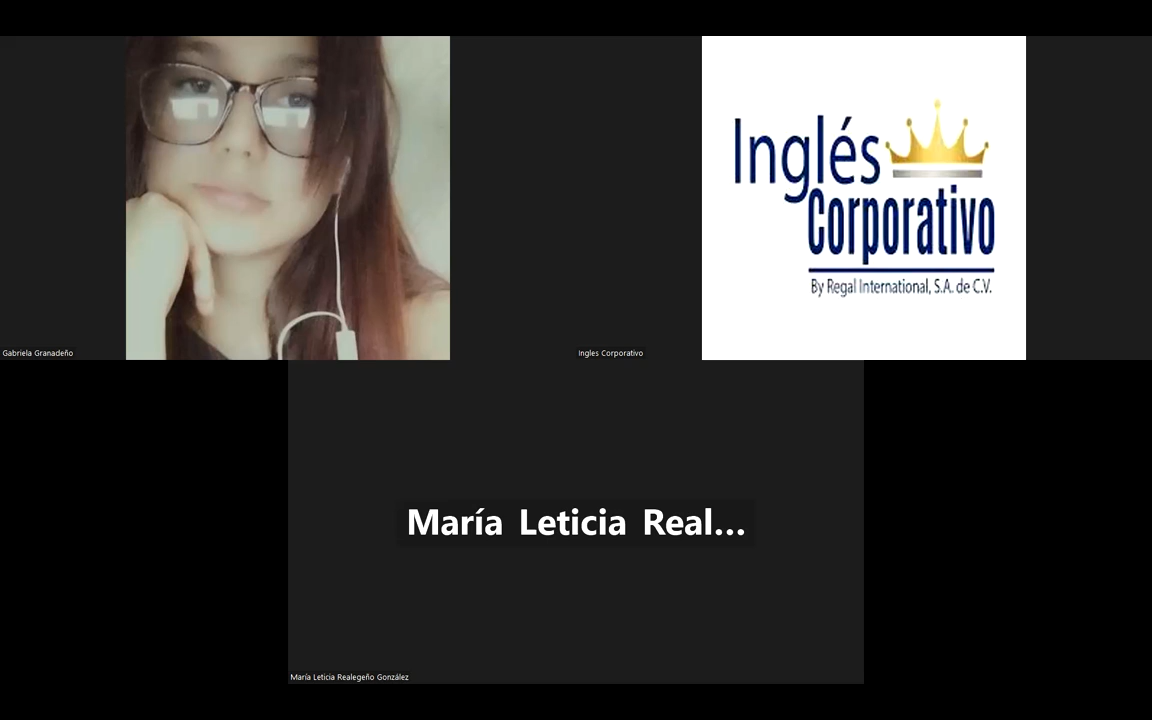 Inglés
Corporativo
By Regal International, S.A. de C.V.
Gabriela Granadeño
Ingles Corporativo
María Leticia Real...
María Leticia Realegeño González